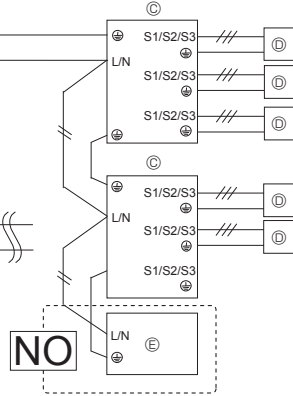 Ⓒ
S1/S2/S3
Ⓓ
L/N
S1/S2/S3
Ⓓ
S1/S2/S3
Ⓓ
Ⓒ
S1/S2/S3
Ⓓ
L/N
S1/S2/S3
Ⓓ
S1/S2/S3
L/N
NO
Ⓔ